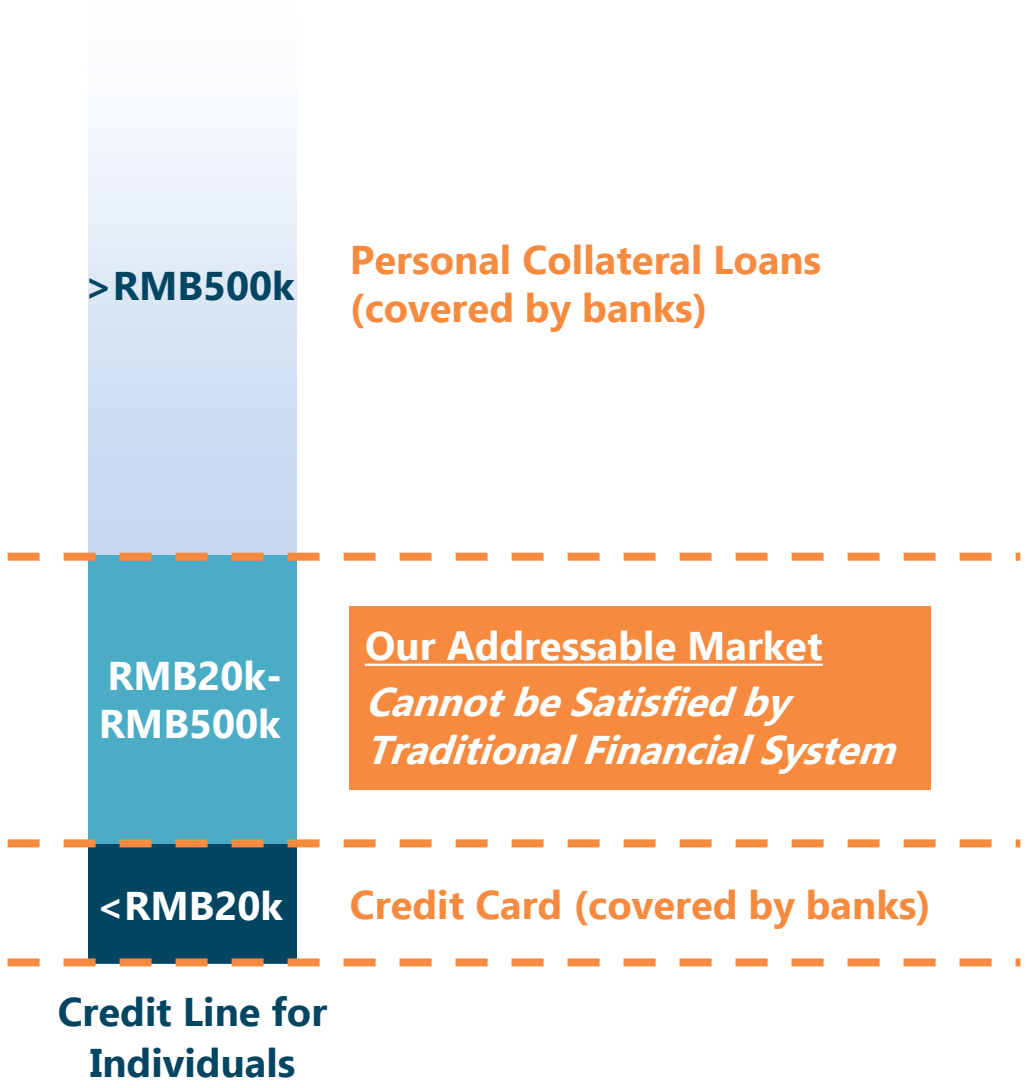 >RMB500k
Personal Collateral Loans
(covered by banks)
RMB20k-
RMB500k
Our Addressable Market
Cannot be Satisfied by
Traditional Financial System
<RMB20k
Credit Card (covered by banks)
Credit Line for
Individuals